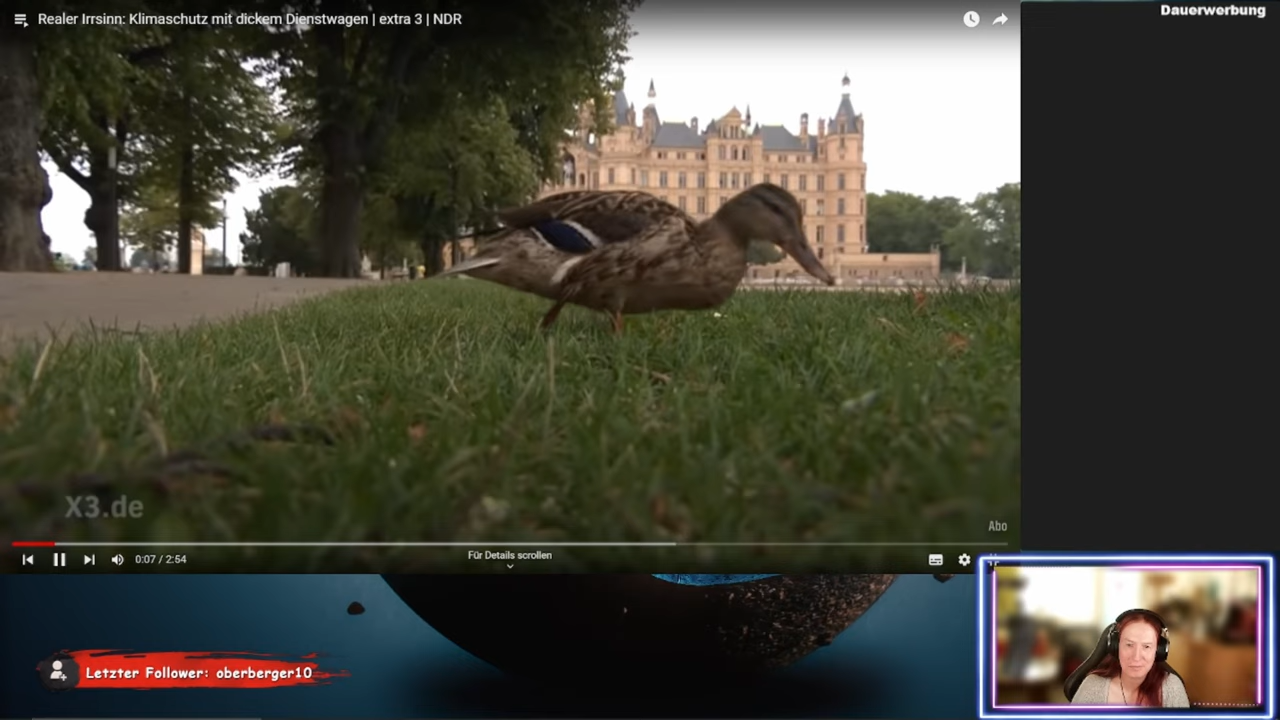 Realer Irrsinn: Klimaschutz mit dickem Dienstwagen | extra 3 | NDR
Dauerwerbung
X3.de
Abo
0:07 / 2:54
Für Details scrollen
Letzter Follower: oberberger10